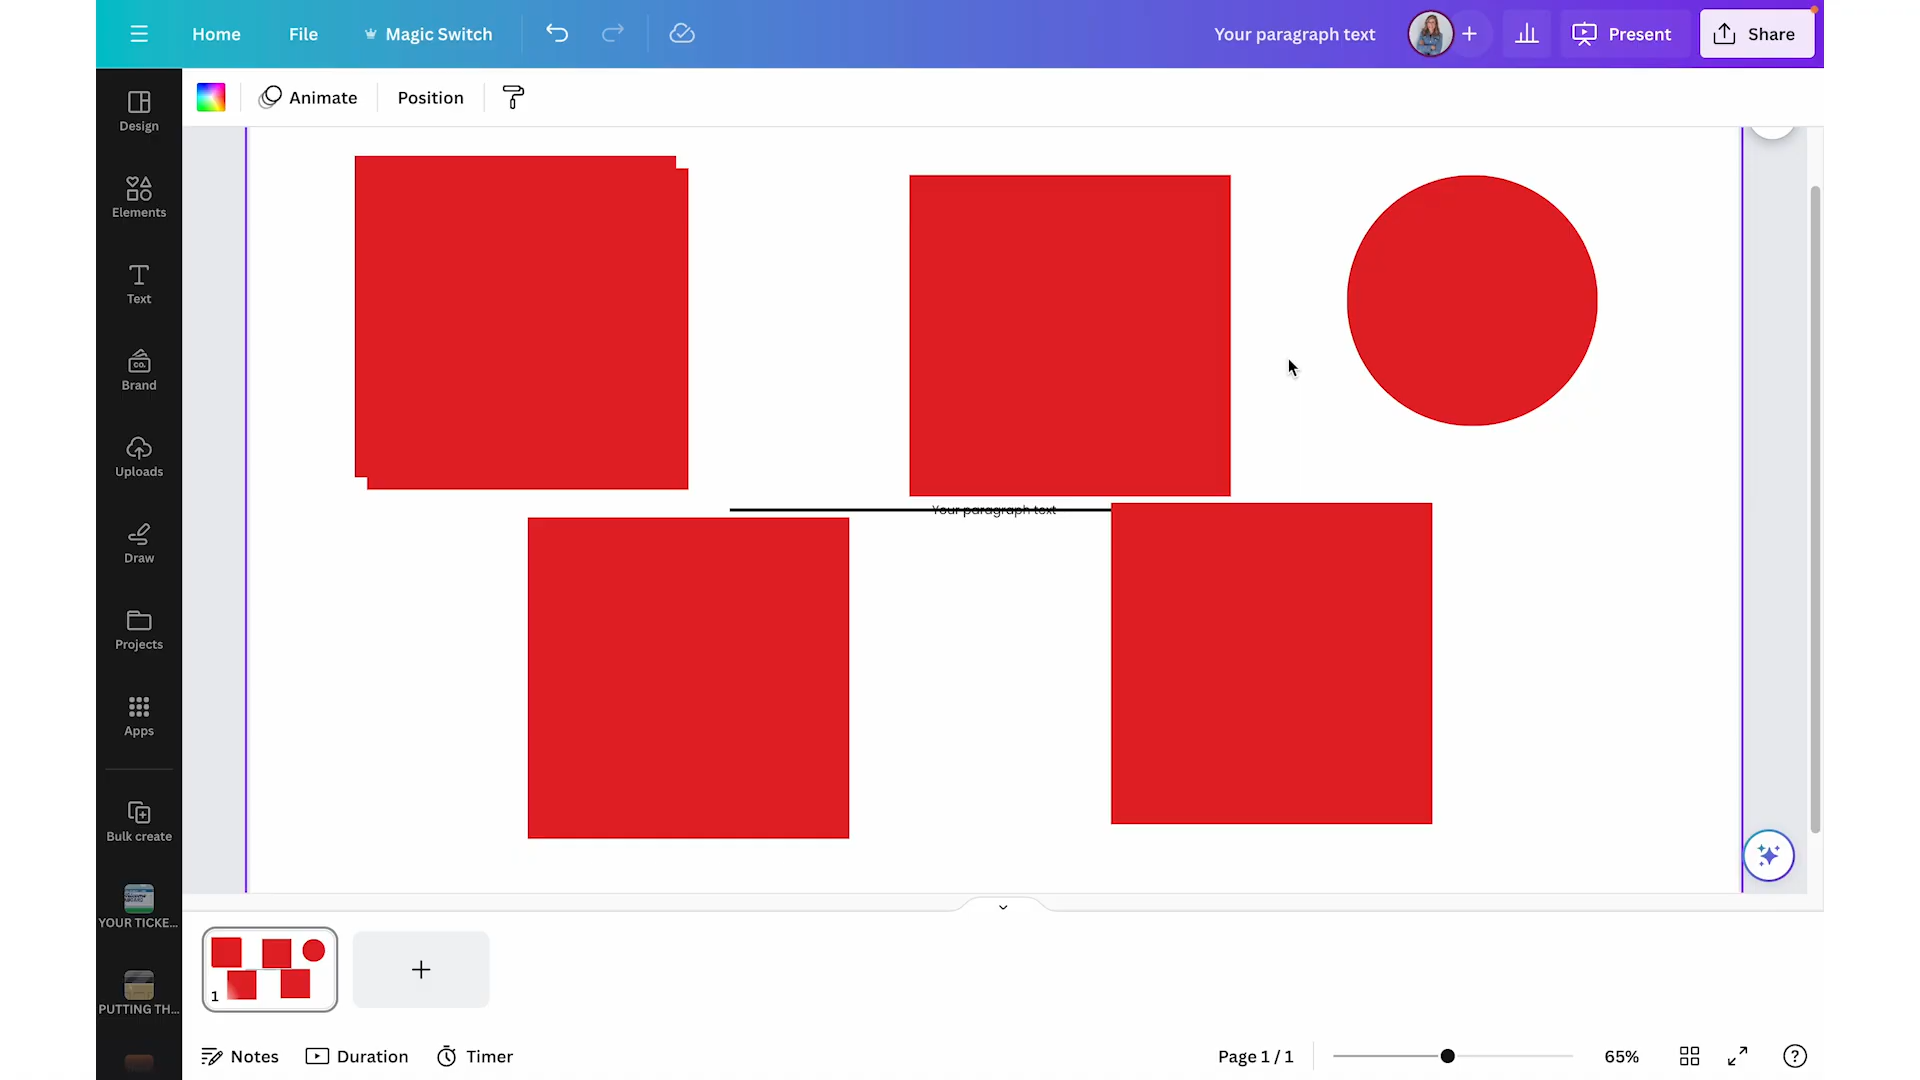 Home File Magic Switch Your paragraph text Present Share
Animate Position
Design
Elements
Text
Brand
CO.
Uploads
Draw
Projects
Apps
Bulk create
YOUR TICKE...
PUTTING TH...
Your paragraph text
1
Notes Duration Timer Page 1 / 1 65%